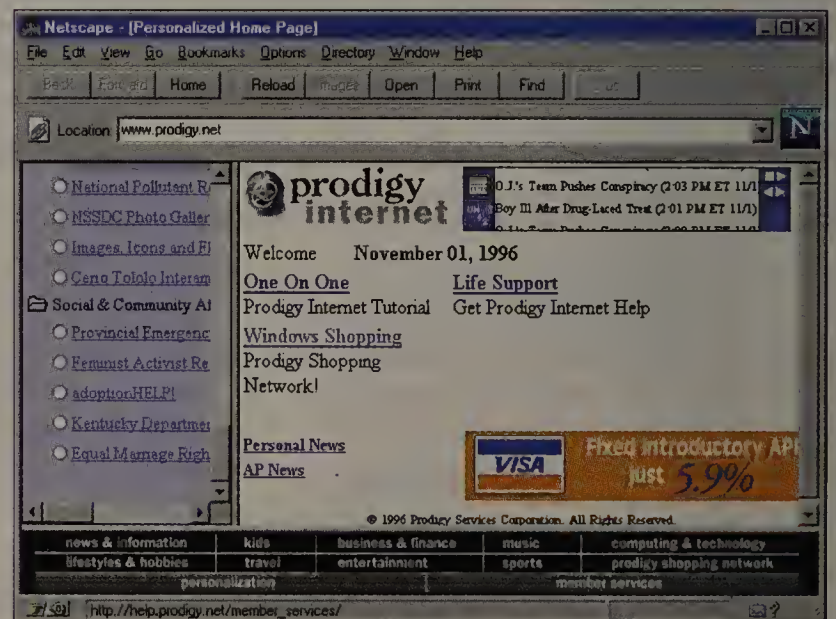 Netscape - [Personalized Home Page]
File Edit View Go Bookmarks Options Directory Window Help
Back Forward Home Reload Images Open Print Find
Location: www.prodigy.net
National Pollutant R
NSSDC Photo Galler
Images, Icons and Fl
Cerro Tololo Interam
Social & Community Af
Provincial Emergenc
Feminist Activist Re
adoptionHELP!
Kentucky Departmen
Equal Marriage Righ
prodigy
internet
O.J.'s Team Pushes Conspiracy (2:03 PM ET 11/1)
Boy Ill After Drug-Laced Treat (2:01 PM ET 11/1)
Welcome November 01, 1996
One On One Life Support
Prodigy Internet Tutorial Get Prodigy Internet Help
Windows Shopping
Prodigy Shopping
Network!
Personal News
AP News
VISA
Fixed introductory AP
just 5.9%
© 1996 Prodigy Services Corporation. All Rights Reserved.
news & information kids business & finance music computing & technology
lifestyles & hobbies travel entertainment sports prodigy shopping network
personalization member services
http://help.prodigy.net/member_services/